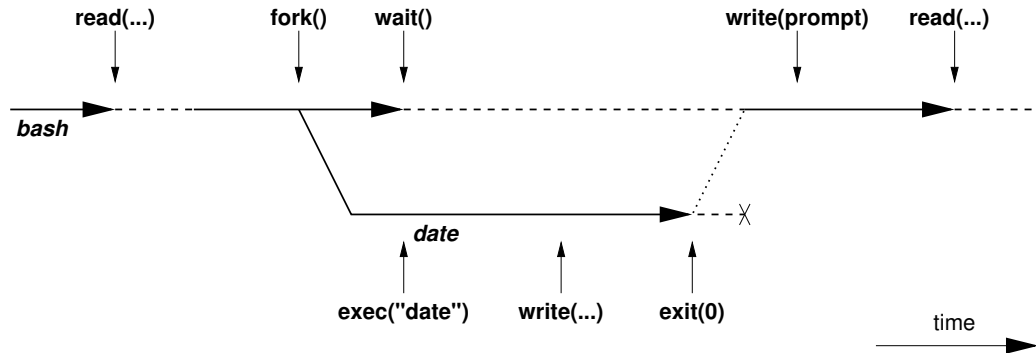 read(...) fork() wait() write(prompt) read(...)
bash
date
exec("date") write(...) exit(0)
time